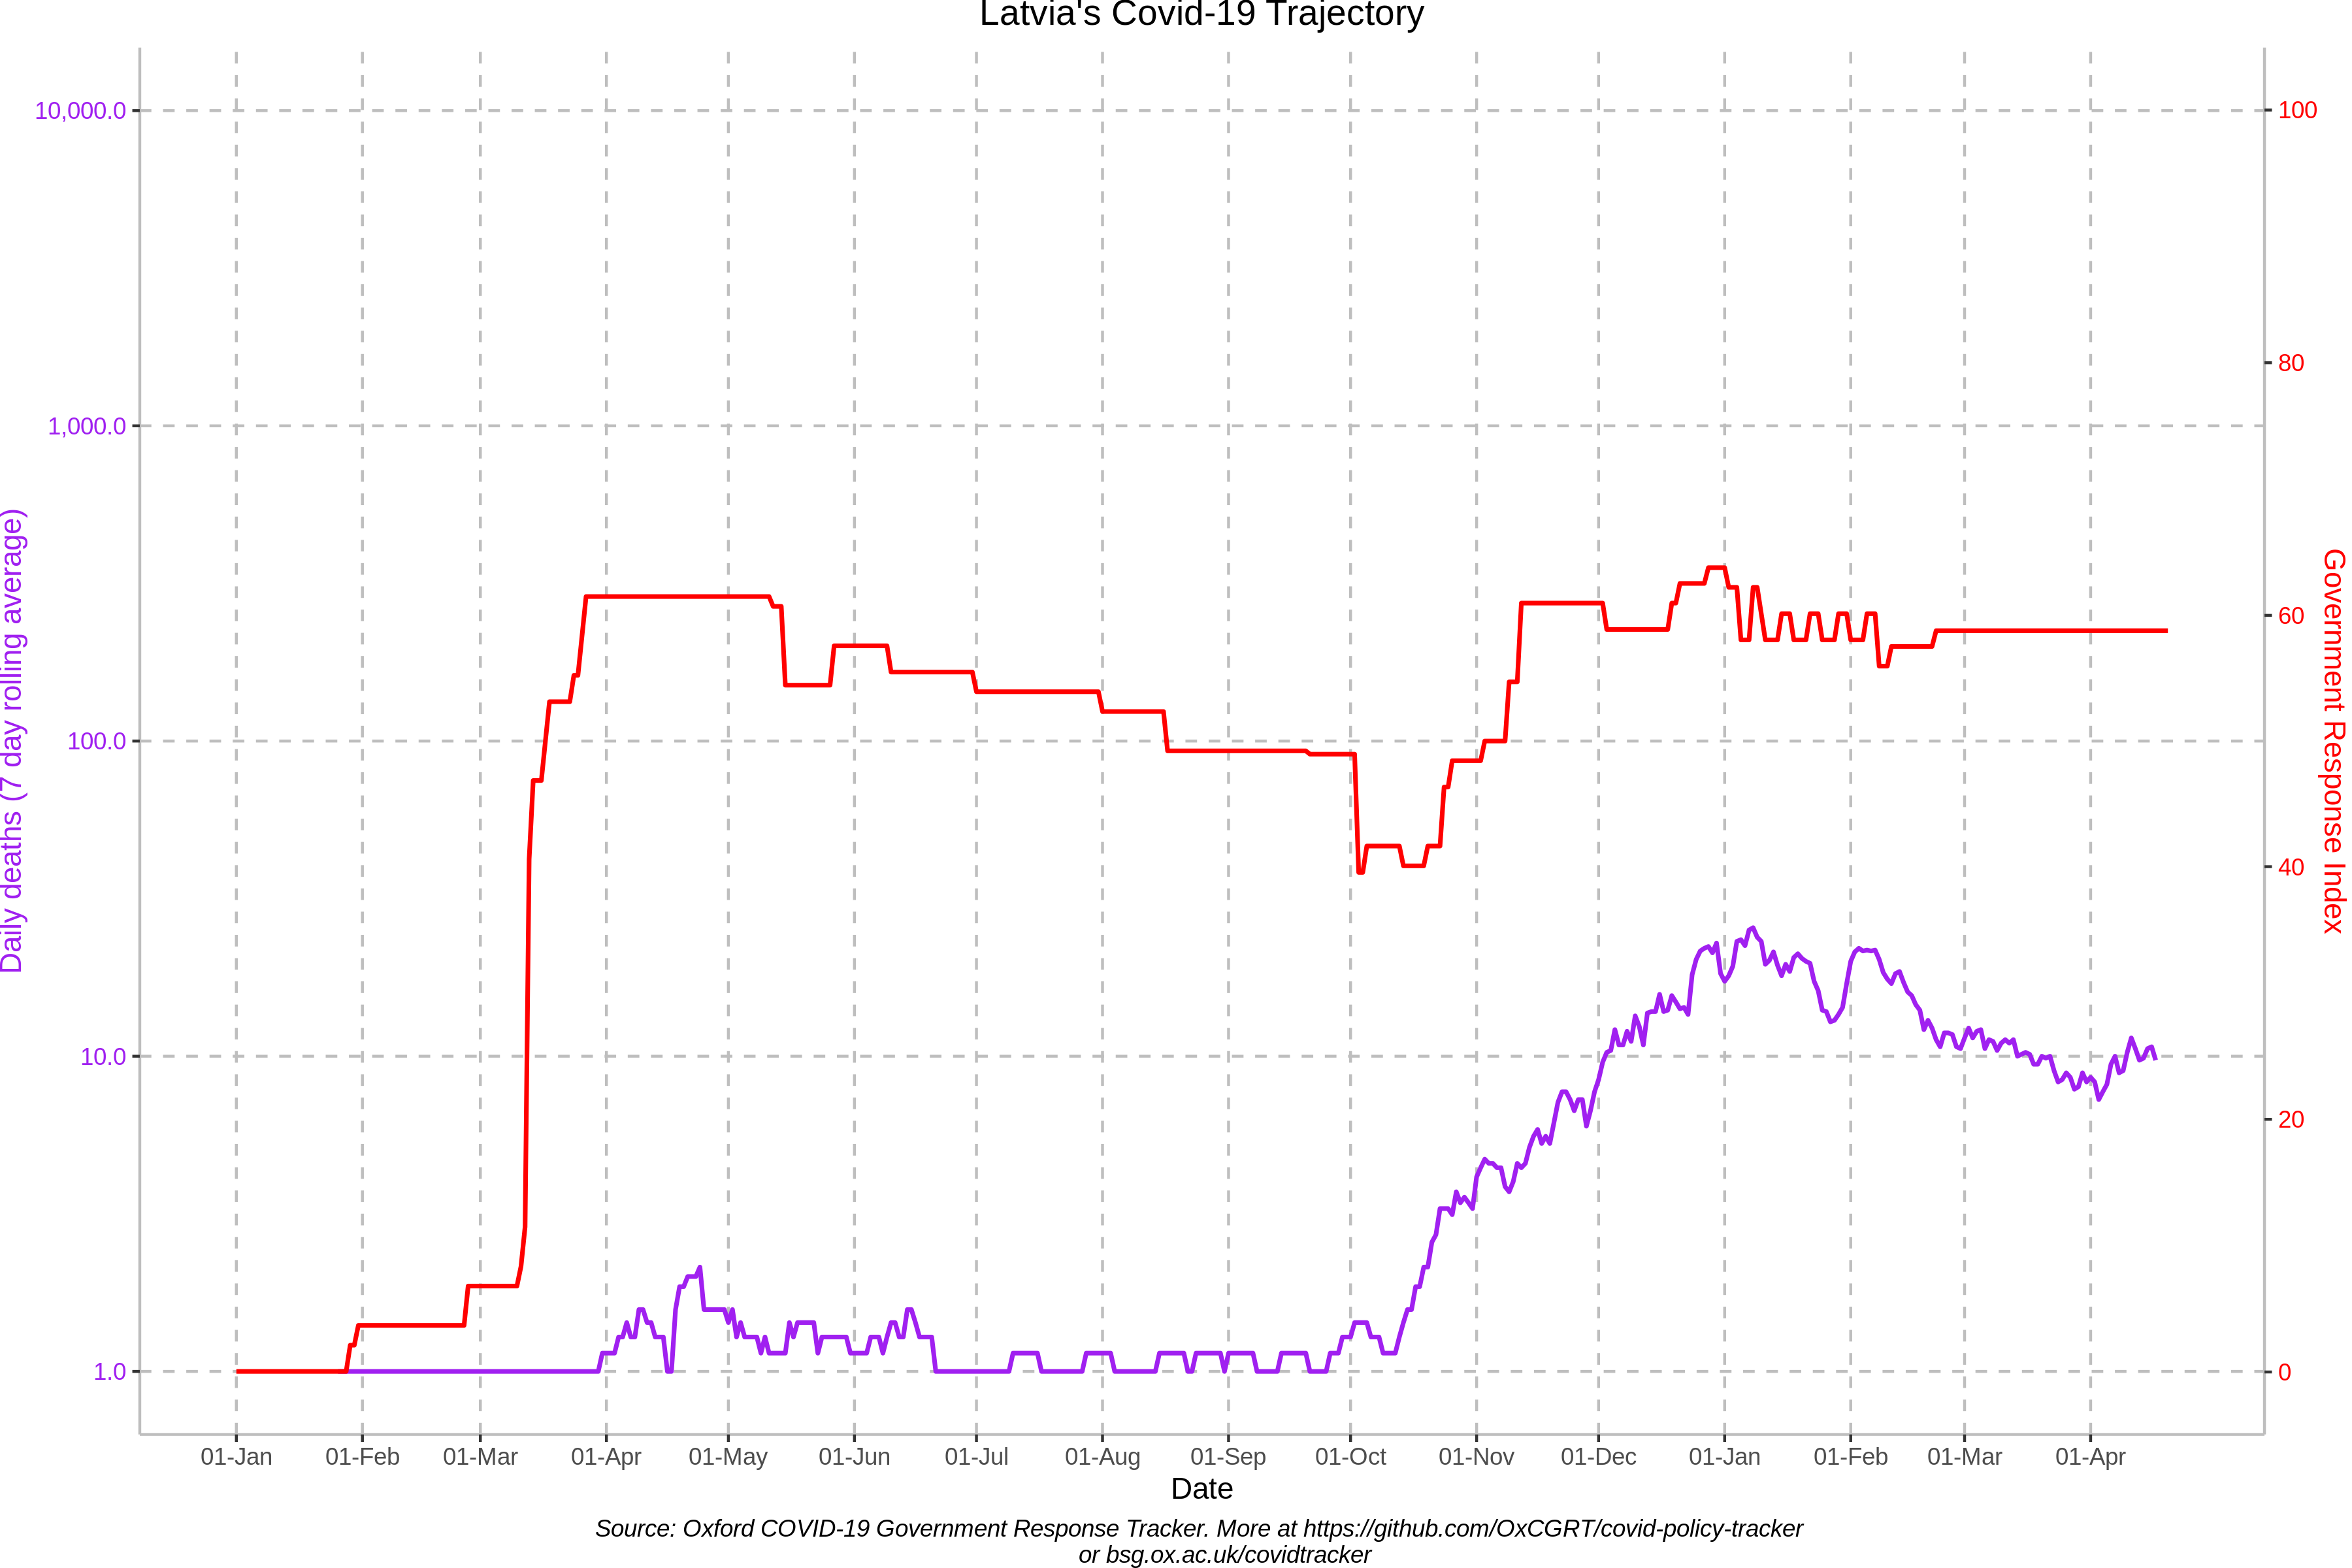 Latvia's Covid-19 Trajectory
10,000.0
1,000.0
100.0
10.0
1.0
Daily deaths (7 day rolling average)
100
80
60
40
20
0
Government Response Index
01-Jan 01-Feb 01-Mar 01-Apr 01-May 01-Jun 01-Jul 01-Aug 01-Sep 01-Oct 01-Nov 01-Dec 01-Jan 01-Feb 01-Mar 01-Apr
Date
Source: Oxford COVID-19 Government Response Tracker. More at https://github.com/OxCGRT/covid-policy-tracker
or bsg.ox.ac.uk/covidtracker